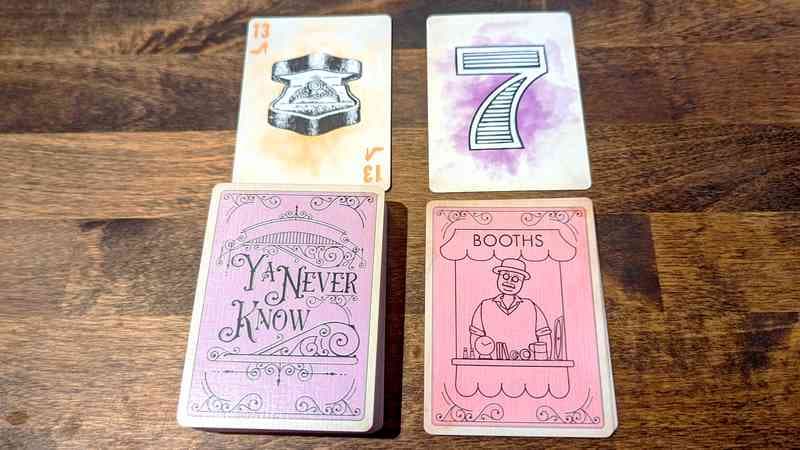 13
7
13
YA NEVER
KNOW
BOOTHS